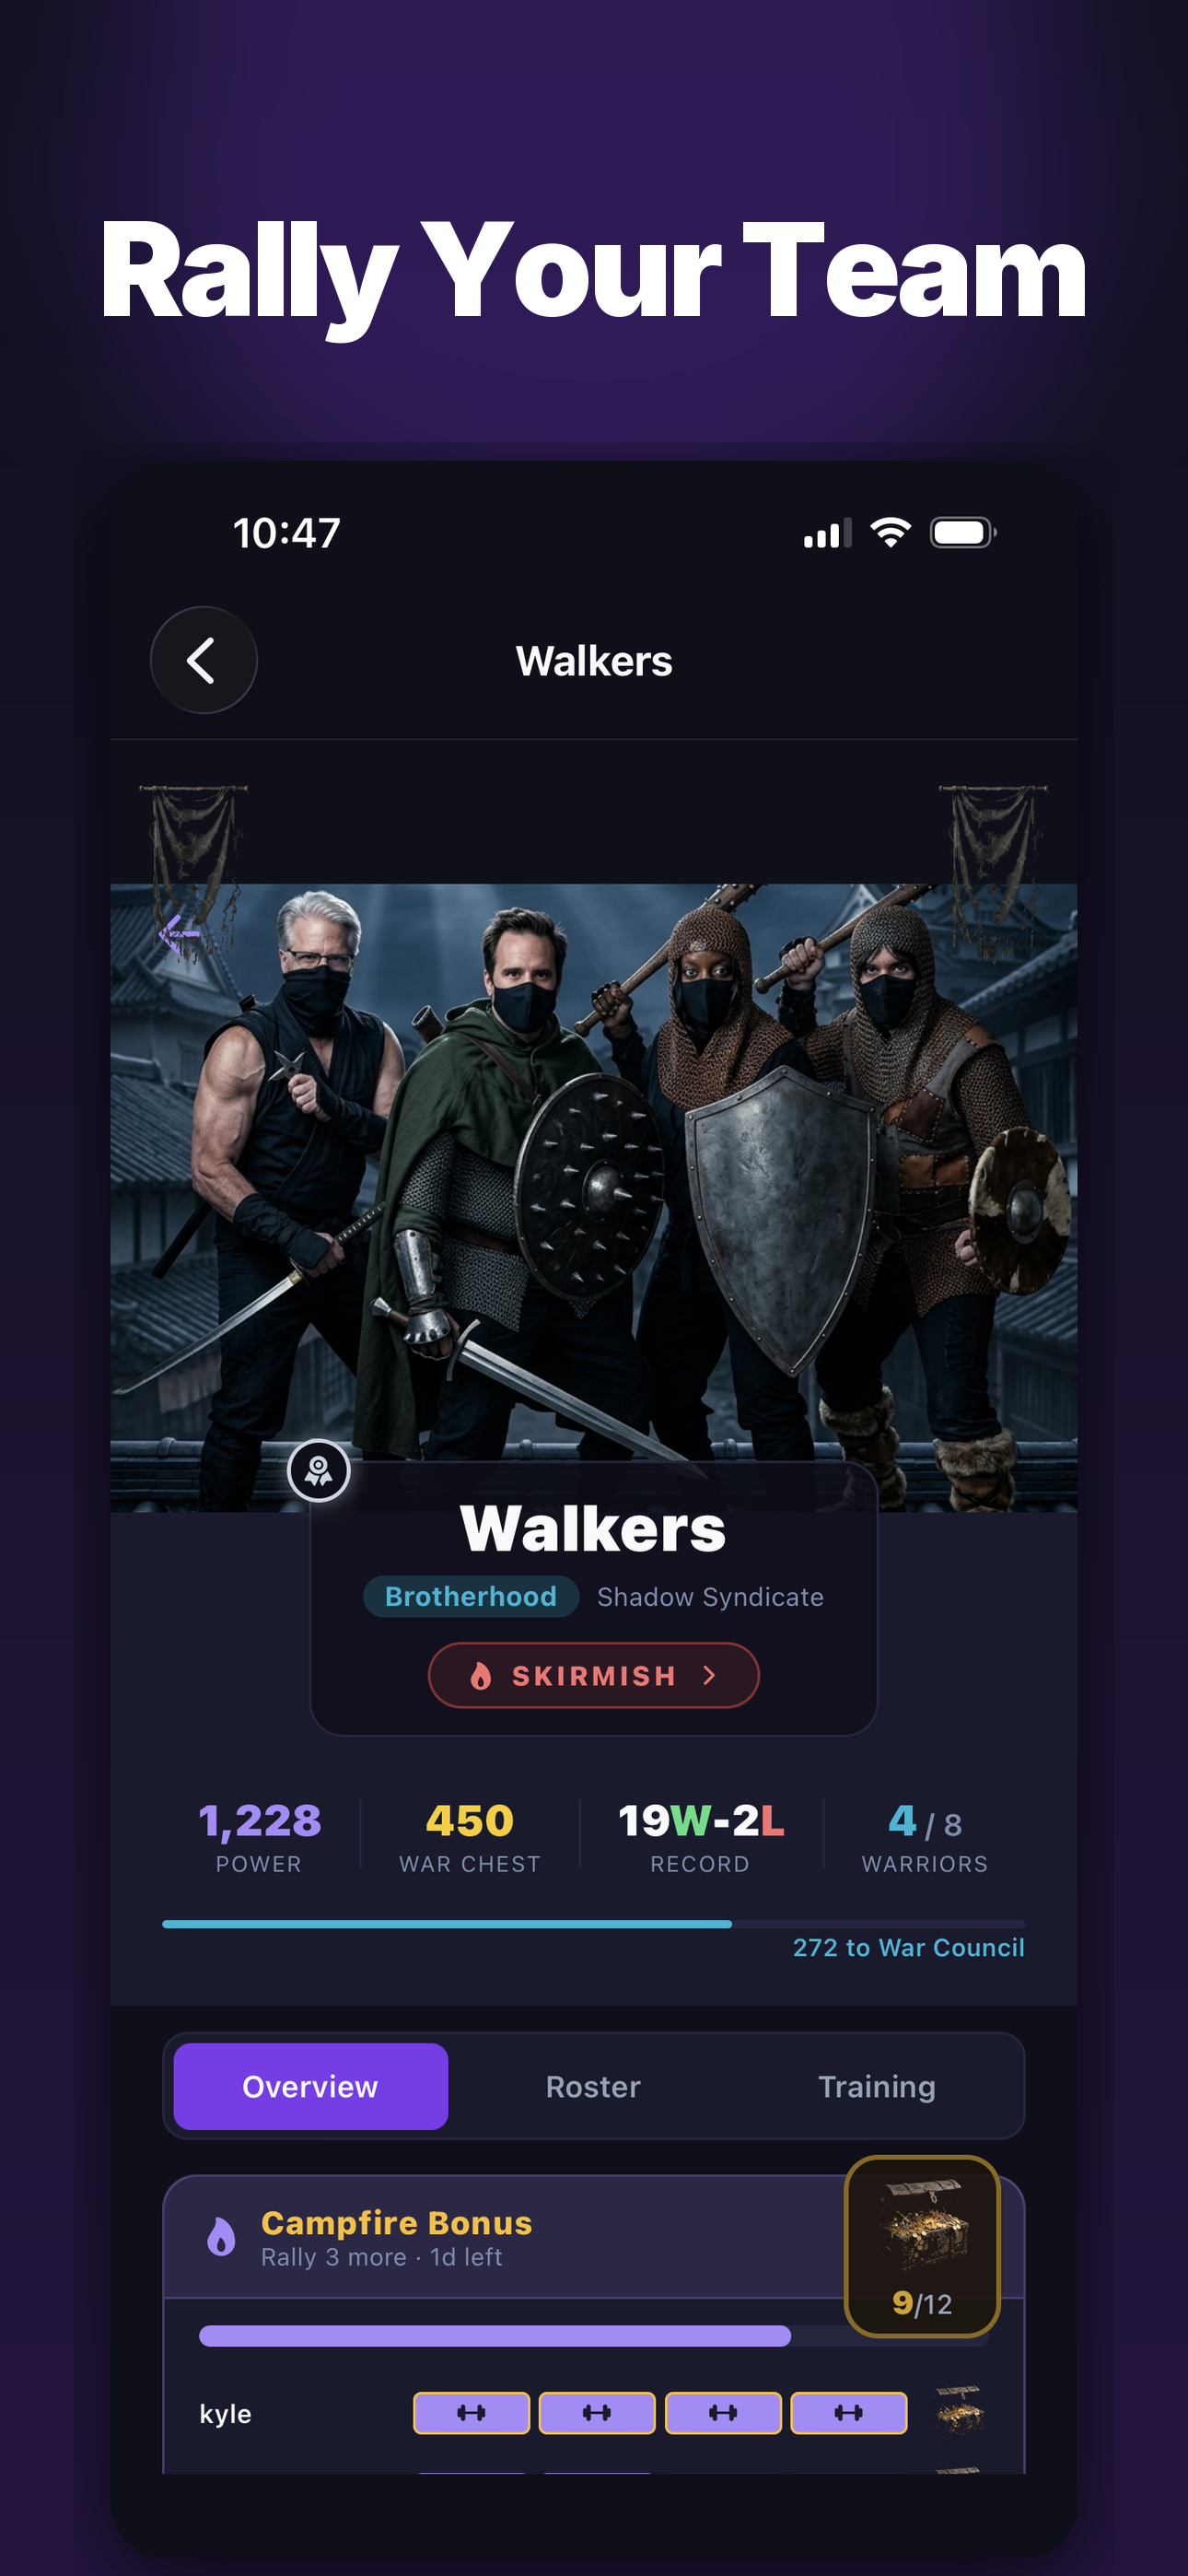 Rally Your Team
10:47
Walkers
Walkers
Brotherhood Shadow Syndicate
SKIRMISH
1,228 450 19W-2L 4 / 8
POWER WAR CHEST RECORD WARRIORS
272 to War Council
Overview Roster Training
Campfire Bonus
Rally 3 more · 1d left
9/12
kyle